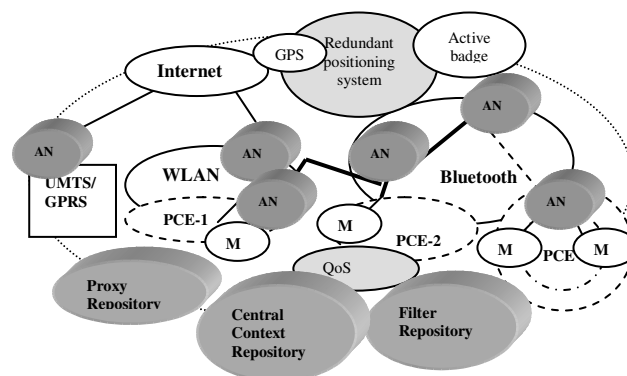 Internet
GPS
Redundant
positioning
system
Active
badge
AN
AN
AN
AN
UMTS/
GPRS
WLAN
Bluetooth
AN
AN
PCE-1
M
M
PCE-2
M
PCE
M
QoS
Proxy
Repository
Central
Context
Repository
Filter
Repository